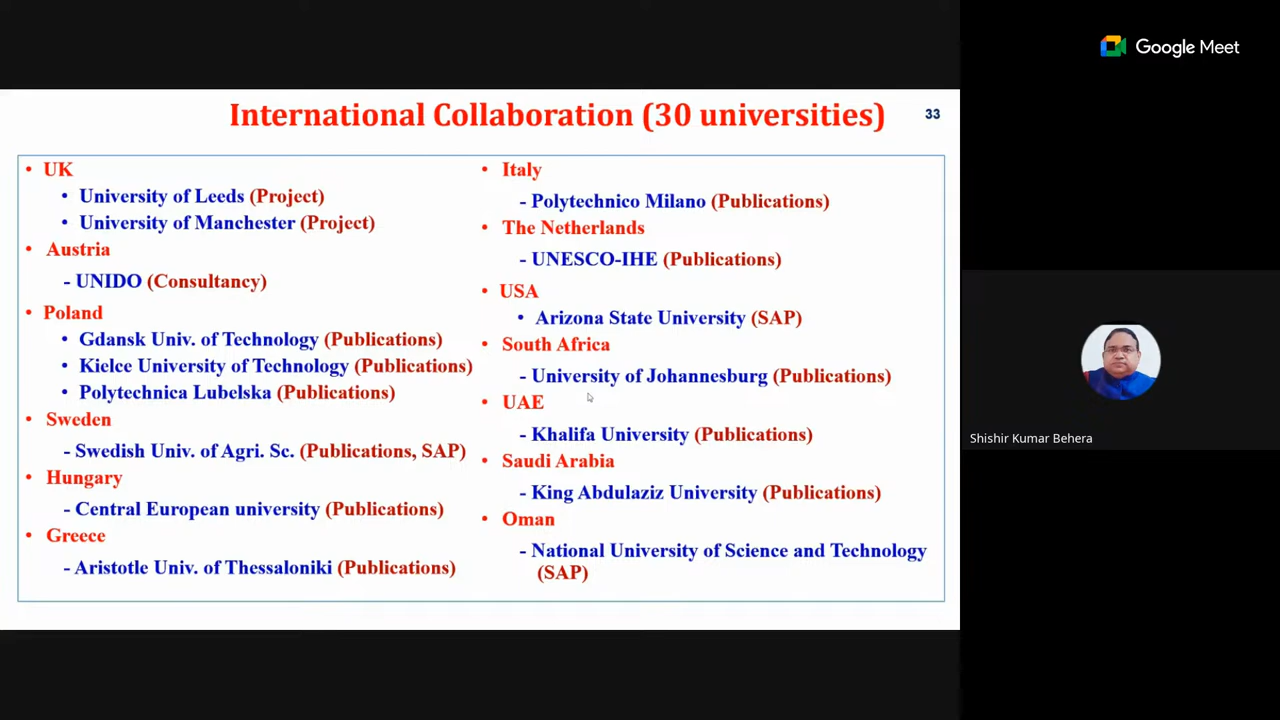 International Collaboration (30 universities)
33
• UK
• University of Leeds (Project)
• University of Manchester (Project)
• Austria
- UNIDO (Consultancy)
• Poland
• Gdansk Univ. of Technology (Publications)
• Kielce University of Technology (Publications)
• Polytechnica Lubelska (Publications)
• Sweden
- Swedish Univ. of Agri. Sc. (Publications, SAP)
• Hungary
- Central European university (Publications)
• Greece
- Aristotle Univ. of Thessaloniki (Publications)
• Italy
- Polytechnico Milano (Publications)
• The Netherlands
- UNESCO-IHE (Publications)
• USA
• Arizona State University (SAP)
• South Africa
- University of Johannesburg (Publications)
• UAE
- Khalifa University (Publications)
• Saudi Arabia
- King Abdulaziz University (Publications)
• Oman
- National University of Science and Technology
(SAP)
Google Meet
Shishir Kumar Behera